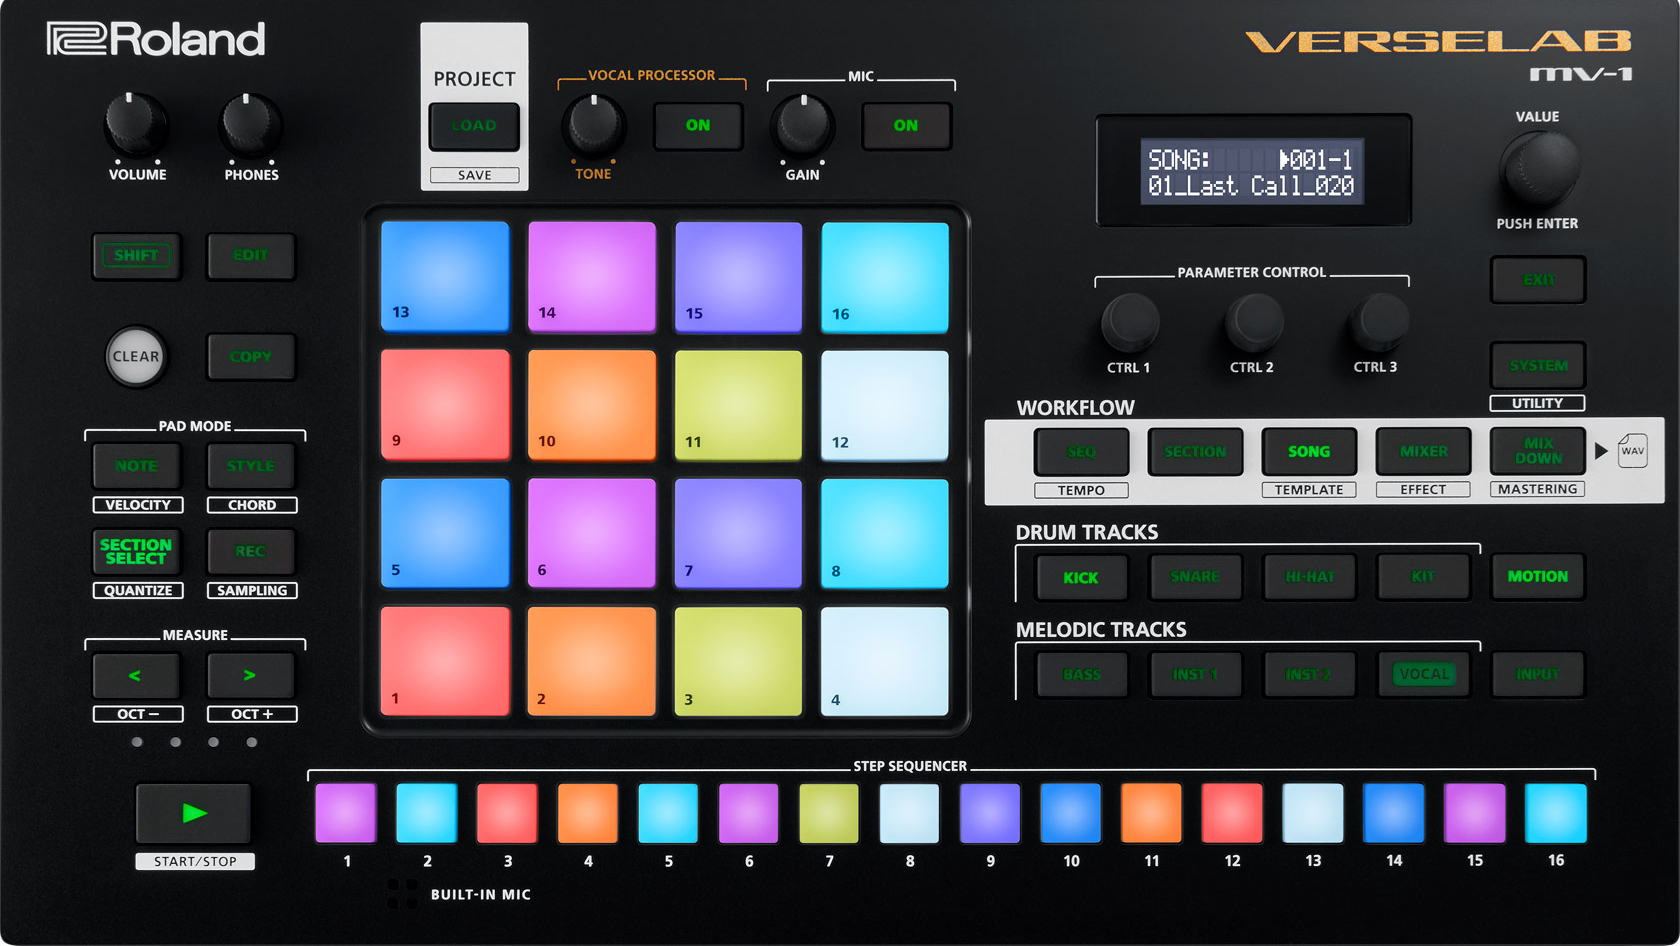 Roland
VERSELAB
mv-1
PROJECT
LOAD
SAVE
VOCAL PROCESSOR
TONE
ON
MIC
GAIN
ON
VOLUME
PHONES
VALUE
PUSH ENTER
SONG: 001-1
01_Last Call_020
SHIFT
EDIT
CLEAR
COPY
PAD MODE
NOTE
STYLE
VELOCITY
CHORD
SECTION
SELECT
REC
QUANTIZE
SAMPLING
MEASURE
<
>
OCT −
OCT +
START/STOP
13
14
15
16
9
10
11
12
5
6
7
8
1
2
3
4
PARAMETER CONTROL
CTRL 1
CTRL 2
CTRL 3
EXIT
SYSTEM
UTILITY
WORKFLOW
SEQ
SECTION
SONG
MIXER
MIX
DOWN
WAV
TEMPO
TEMPLATE
EFFECT
MASTERING
DRUM TRACKS
KICK
SNARE
HI-HAT
KIT
MOTION
MELODIC TRACKS
BASS
INST 1
INST 2
VOCAL
INPUT
STEP SEQUENCER
1 2 3 4 5 6 7 8 9 10 11 12 13 14 15 16
BUILT-IN MIC